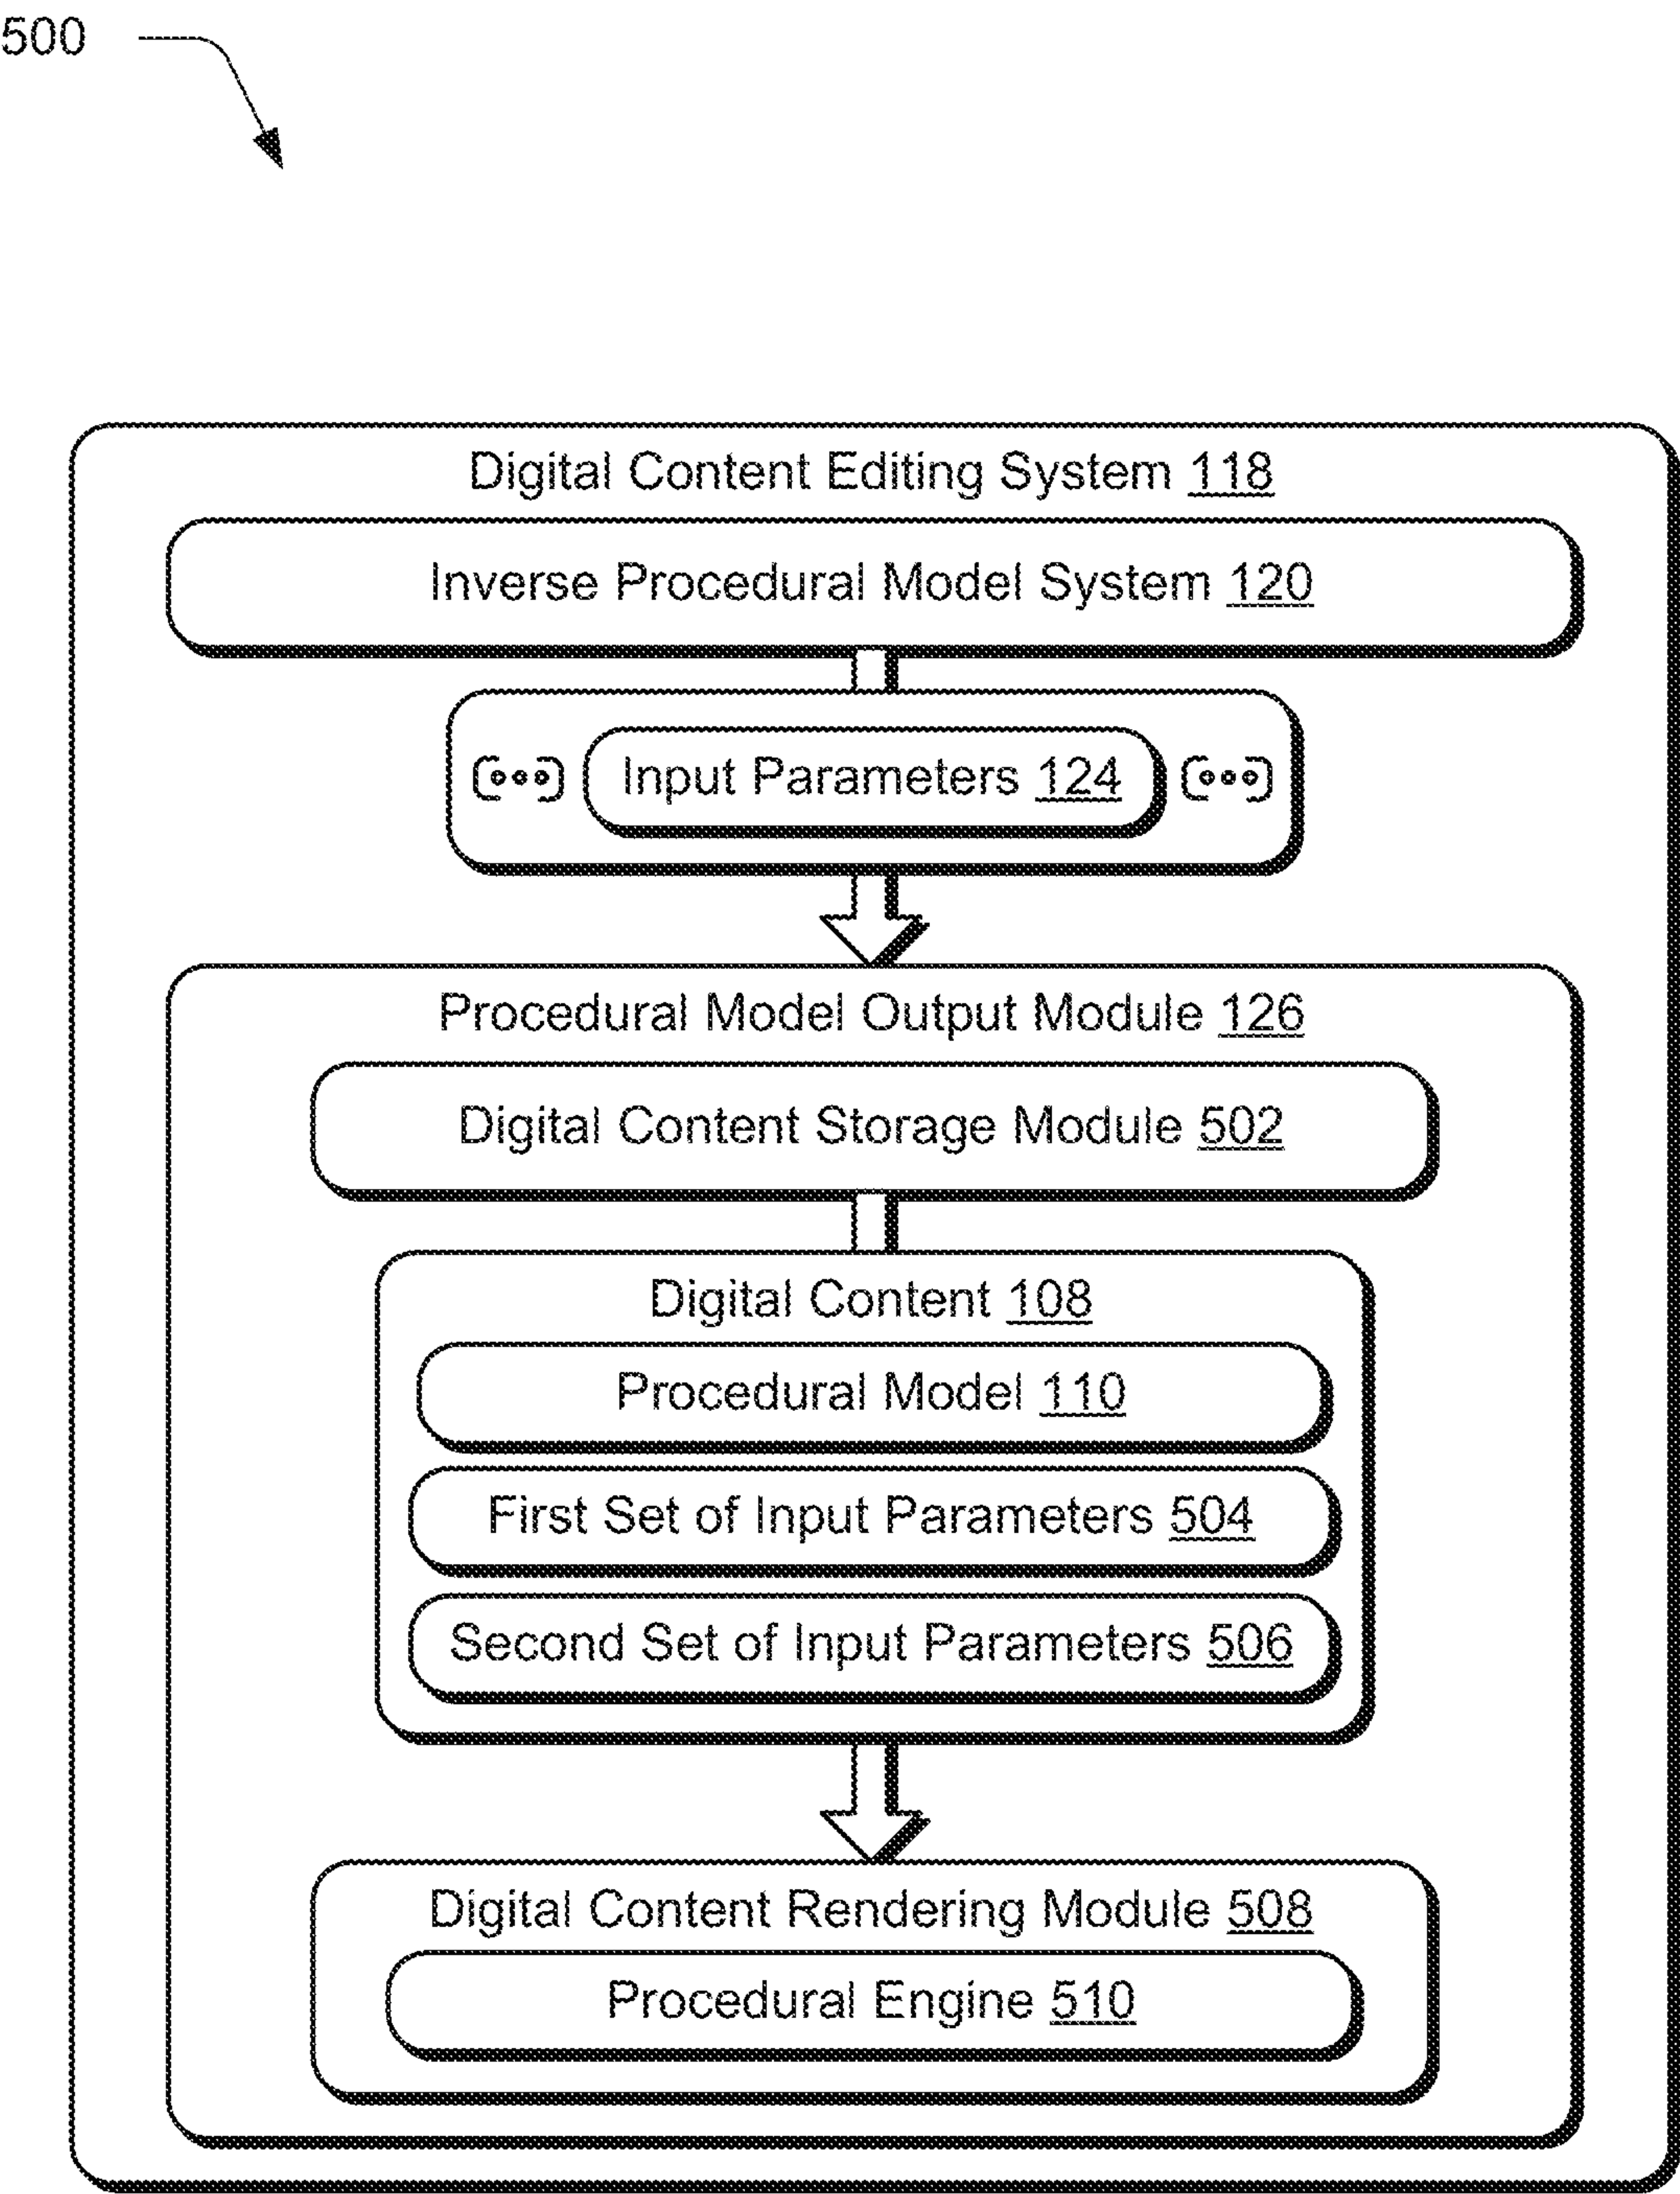 500
Digital Content Editing System 118
Inverse Procedural Model System 120
Input Parameters 124
Procedural Model Output Module 126
Digital Content Storage Module 502
Digital Content 108
Procedural Model 110
First Set of Input Parameters 504
Second Set of Input Parameters 506
Digital Content Rendering Module 508
Procedural Engine 510